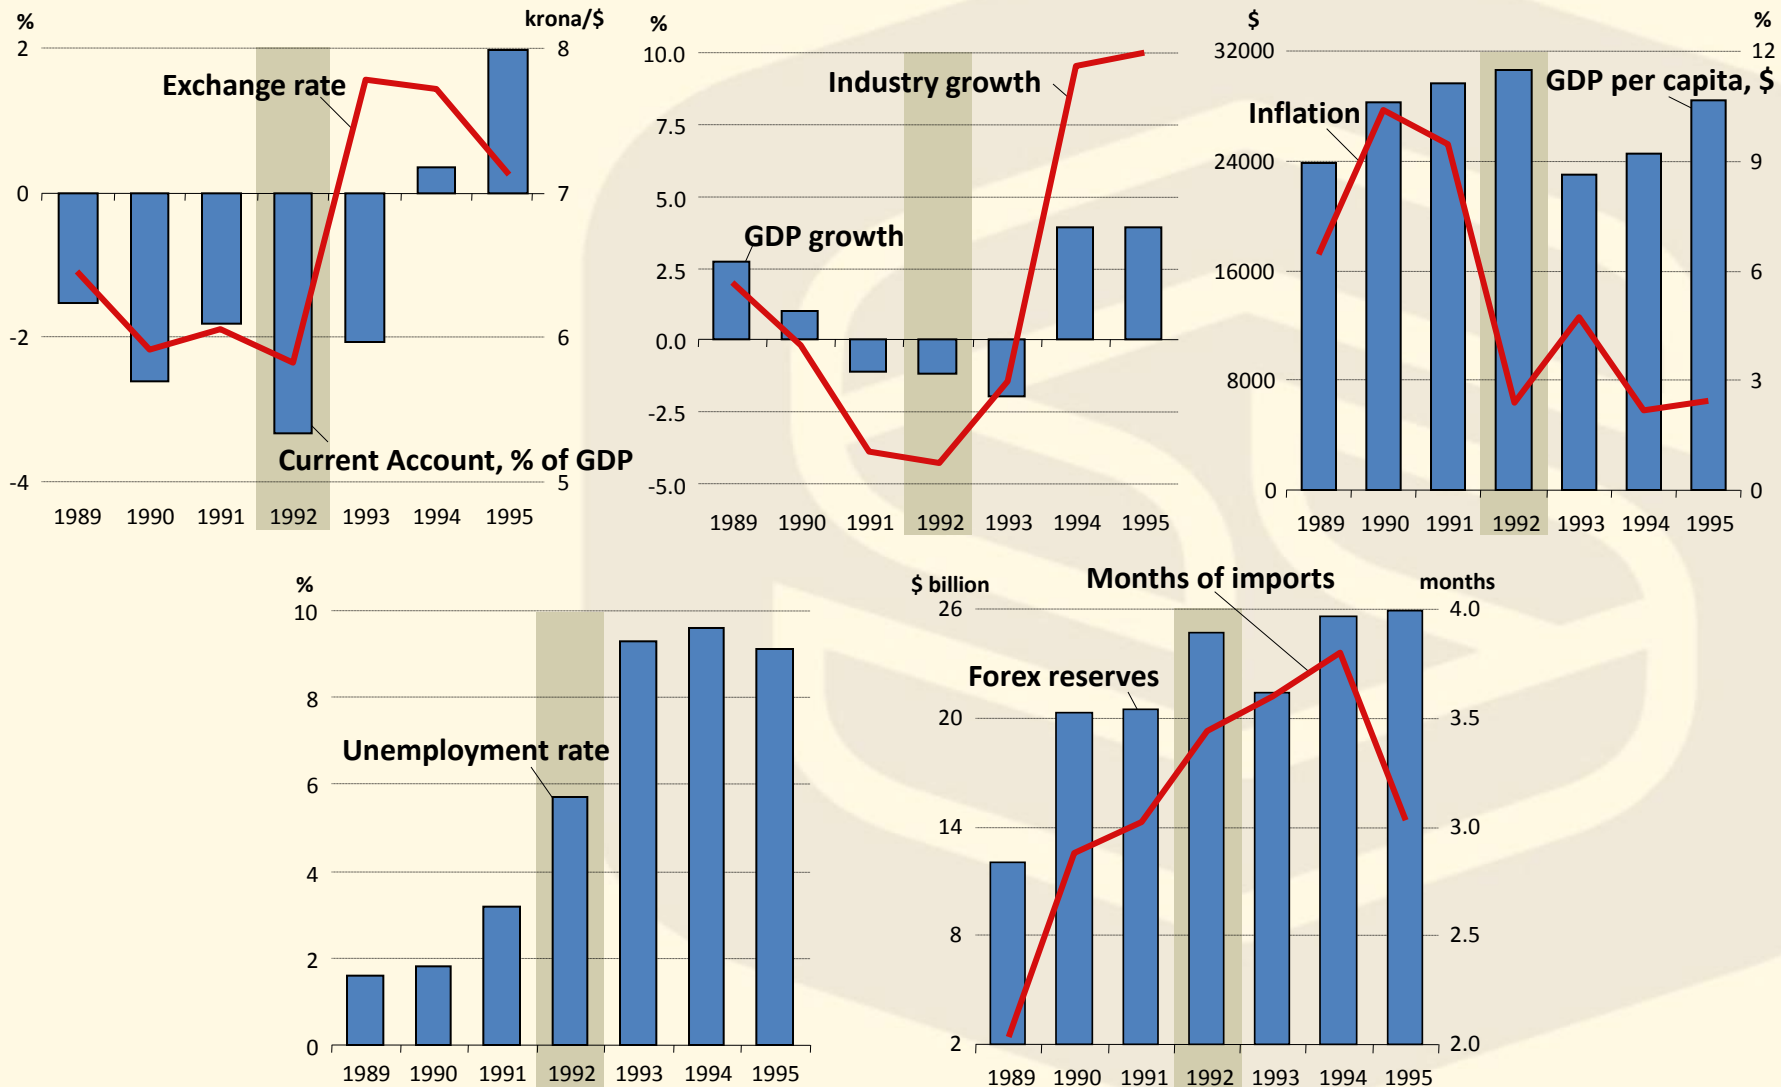 % krona/$
2 8
Exchange rate
0 7
-2 6
Current Account, % of GDP
-4 5
1989 1990 1991 1992 1993 1994 1995
%
10.0
Industry growth
7.5
5.0
GDP growth
2.5
0.0
-2.5
-5.0
1989 1990 1991 1992 1993 1994 1995
$ %
32000 12
GDP per capita, $
Inflation
24000 9
16000 6
8000 3
0 0
1989 1990 1991 1992 1993 1994 1995
%
10
8
Unemployment rate
6
4
2
0
1989 1990 1991 1992 1993 1994 1995
$ billion Months of imports months
26 4.0
Forex reserves
20 3.5
14 3.0
8 2.5
2 2.0
1989 1990 1991 1992 1993 1994 1995